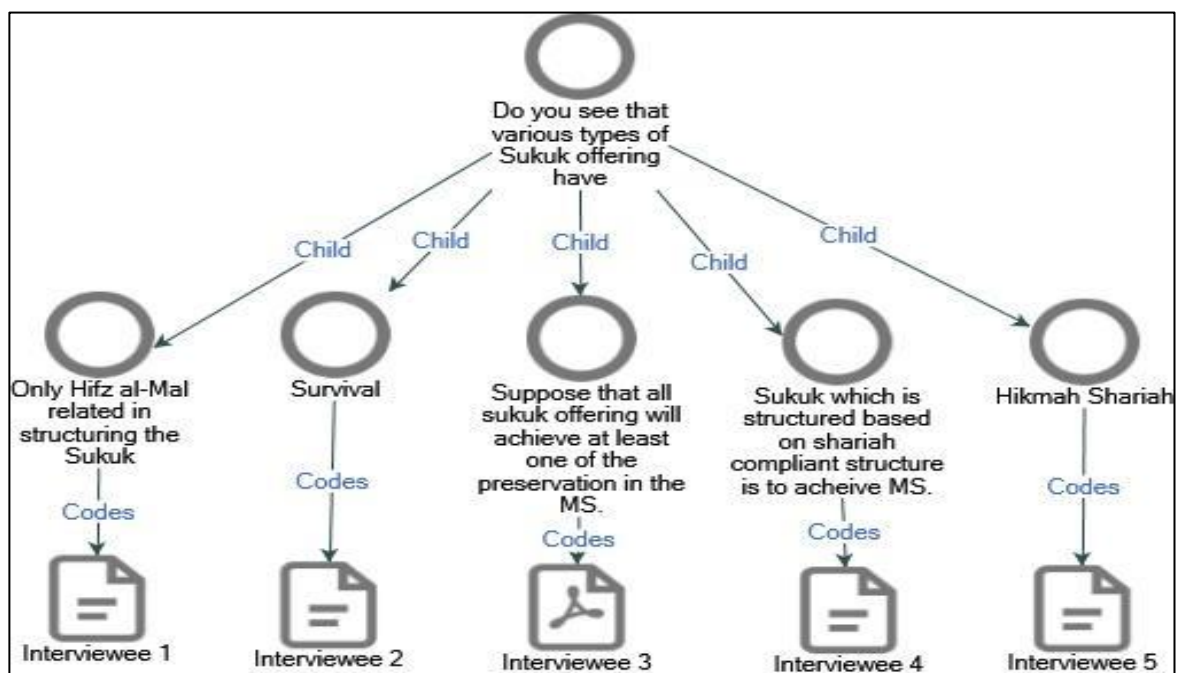 Do you see that
various types of
Sukuk offering
have
Child
Child
Child
Child
Child
Only Hifz al-Mal
related in
structuring the
Sukuk
Survival
Suppose that all
sukuk offering will
achieve at least
one of the
preservation in the
MS.
Sukuk which is
structured based
on shariah
compliant structure
is to acheive MS.
Hikmah Shariah
Codes
Codes
Codes
Codes
Codes
Interviewee 1
Interviewee 2
Interviewee 3
Interviewee 4
Interviewee 5